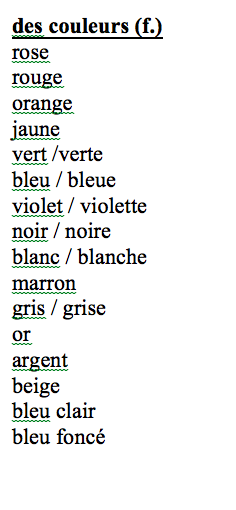 des couleurs (f.)
rose
rouge
orange
jaune
vert /verte
bleu / bleue
violet / violette
noir / noire
blanc / blanche
marron
gris / grise
or
argent
beige
bleu clair
bleu foncé